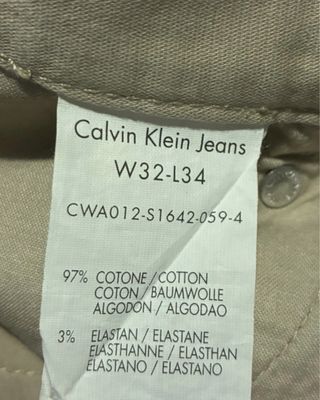 Calvin Klein Jeans
W32-L34
CWA012-S1642-059-4
97% COTONE / COTTON
COTON / BAUMWOLLE
ALGODON / ALGODAO
3% ELASTAN / ELASTANE
ELASTHANNE / ELASTHAN
ELASTANO / ELASTANO